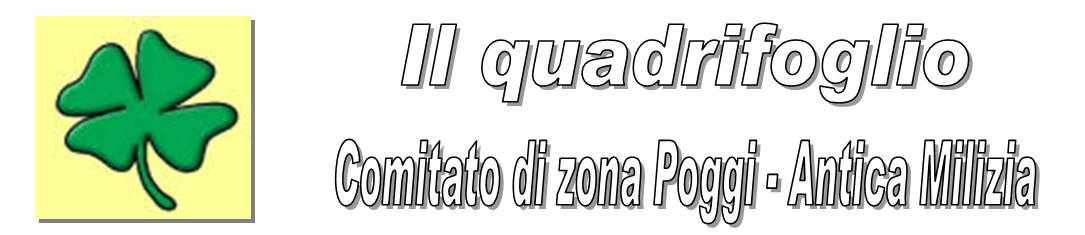 Il quadrifoglio
Comitato di zona Poggi - Antica Milizia